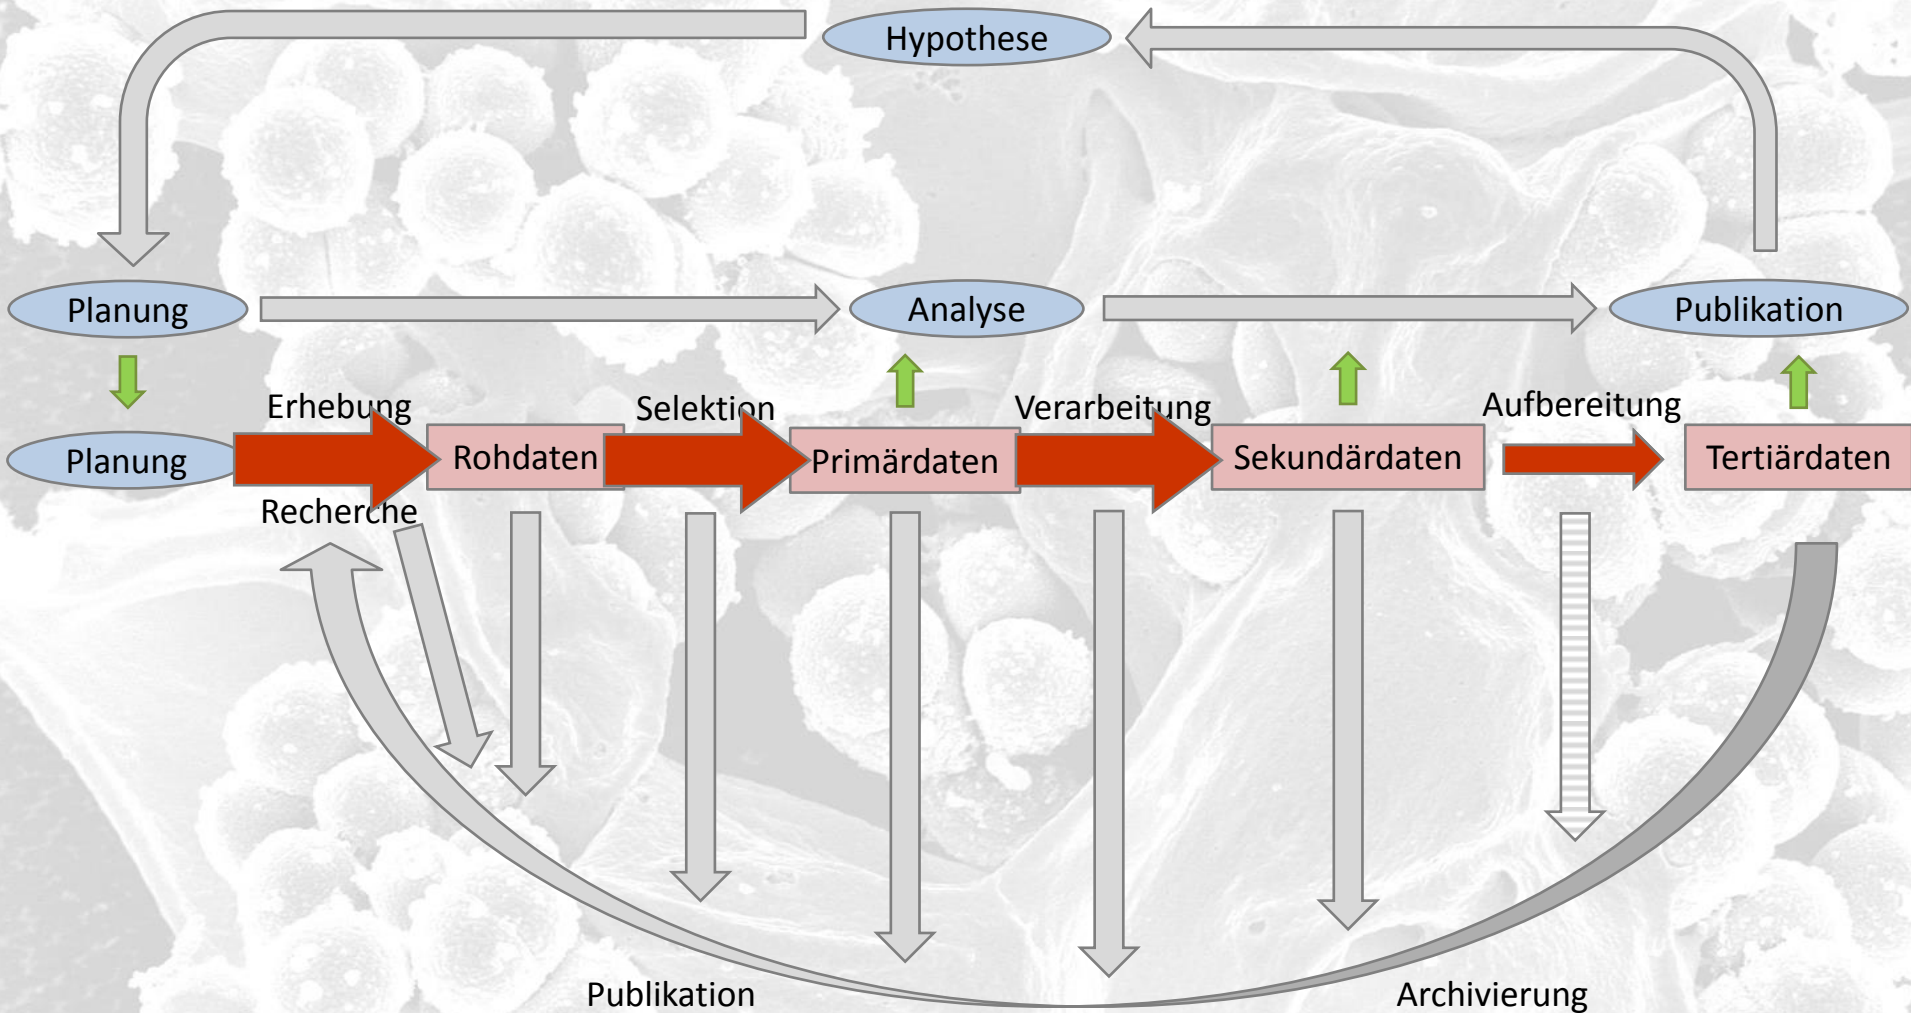 Hypothese
Planung
Analyse
Publikation
Erhebung
Selektion
Verarbeitung
Aufbereitung
Planung
Rohdaten
Primärdaten
Sekundärdaten
Tertiärdaten
Recherche
Publikation
Archivierung